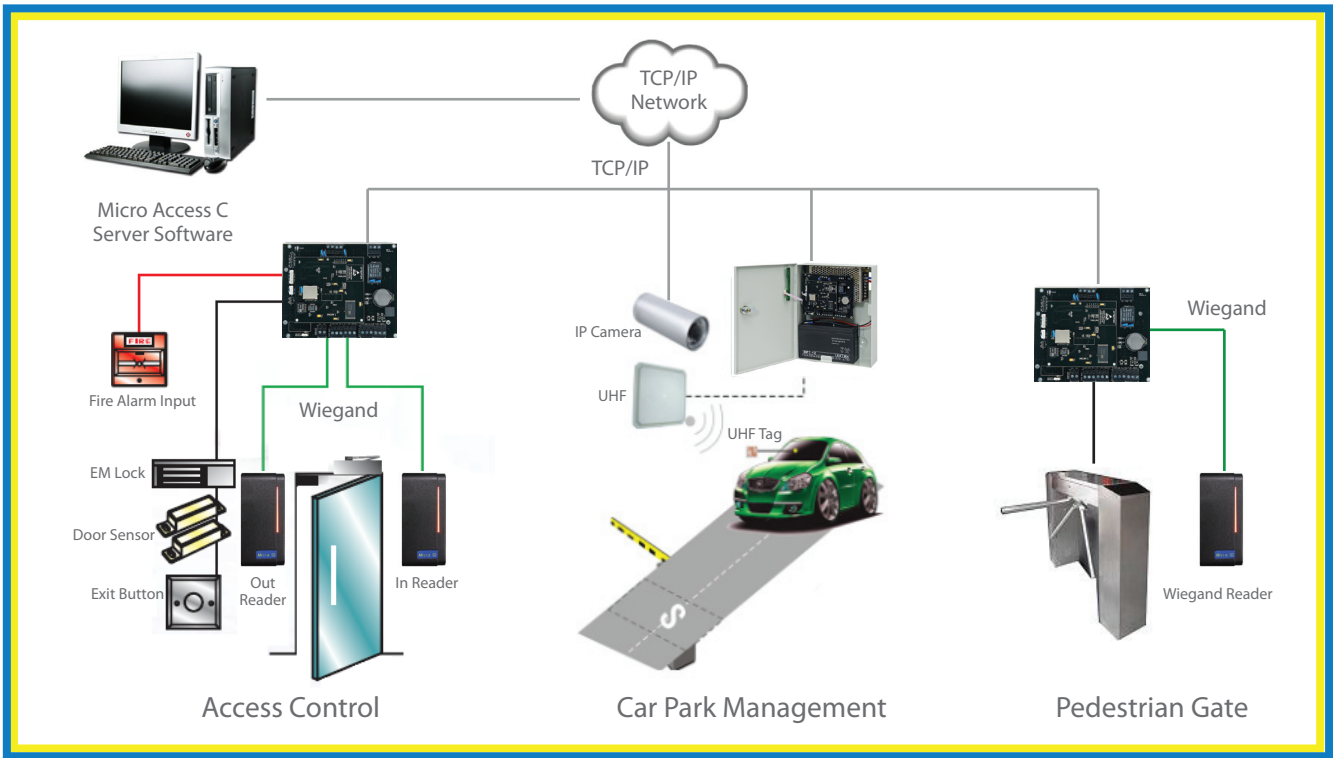 TCP/IP
Network
TCP/IP
Micro Access C
Server Software
FIRE
Fire Alarm Input
Wiegand
EM Lock
Door Sensor
Exit Button
Out
Reader
In Reader
IP Camera
UHF
UHF Tag
S
Wiegand
Wiegand Reader
Access Control
Car Park Management
Pedestrian Gate